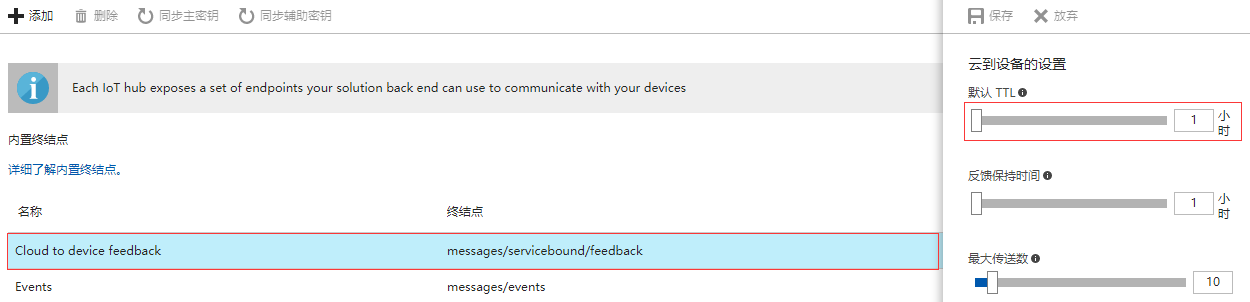 添加 删除 同步主密钥 同步辅助密钥
Each IoT hub exposes a set of endpoints your solution back end can use to communicate with your devices
内置终结点
详细了解内置终结点。
名称 终结点
Cloud to device feedback messages/servicebound/feedback
Events messages/events
保存 放弃
云到设备的设置
默认 TTL
1 小时
反馈保持时间
1 小时
最大传送数
10